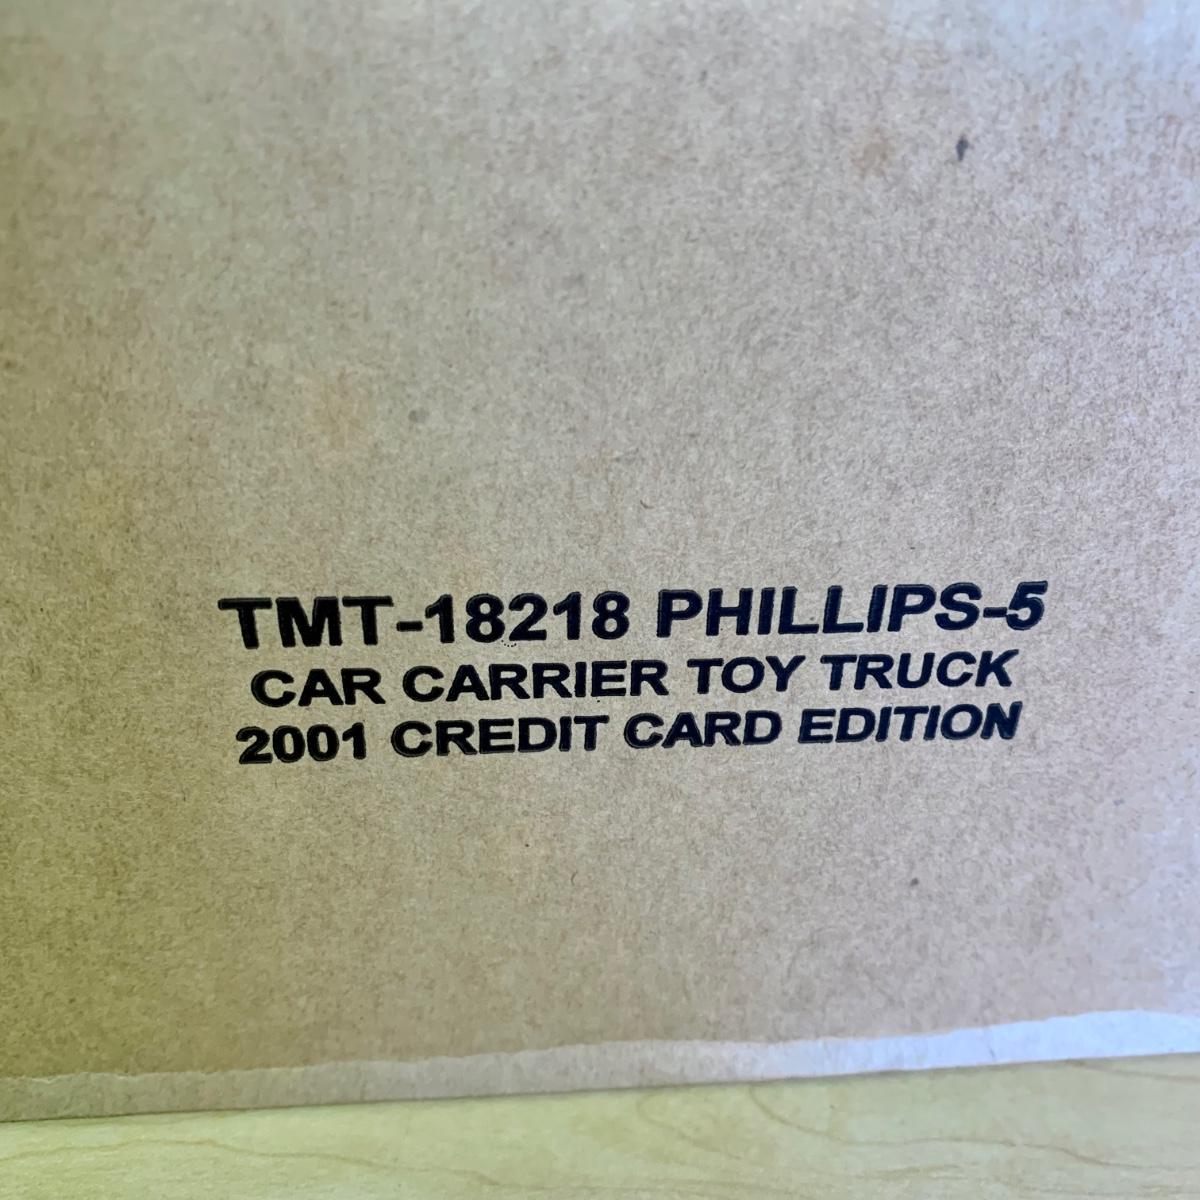 TMT-18218 PHILLIPS-5
CAR CARRIER TOY TRUCK
2001 CREDIT CARD EDITION